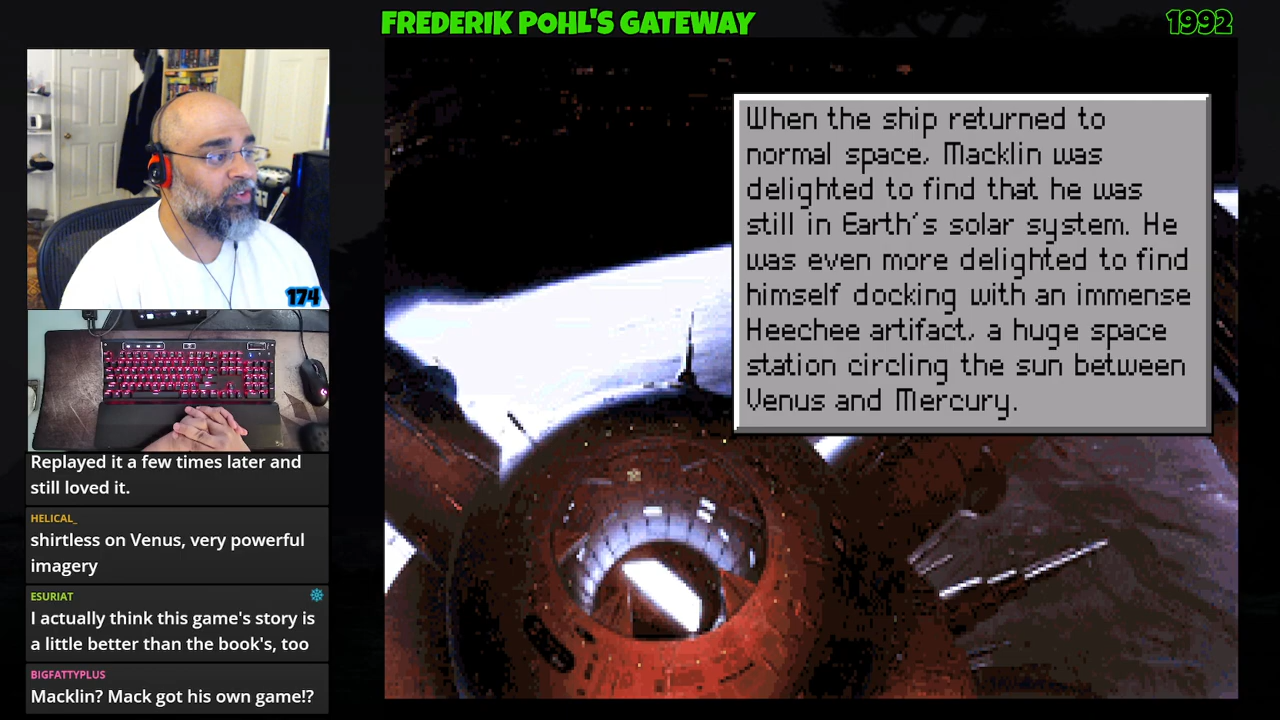 FREDERIK POHL'S GATEWAY
1992
When the ship returned to
normal space, Macklin was
delighted to find that he was
still in Earth's solar system. He
was even more delighted to find
himself docking with an immense
Heechee artifact, a huge space
station circling the sun between
Venus and Mercury.
174
Replayed it a few times later and
still loved it.
HELICAL_
shirtless on Venus, very powerful
imagery
ESURIAT
I actually think this game's story is
a little better than the book's, too
BIGFATTYPLUS
Macklin? Mack got his own game!?